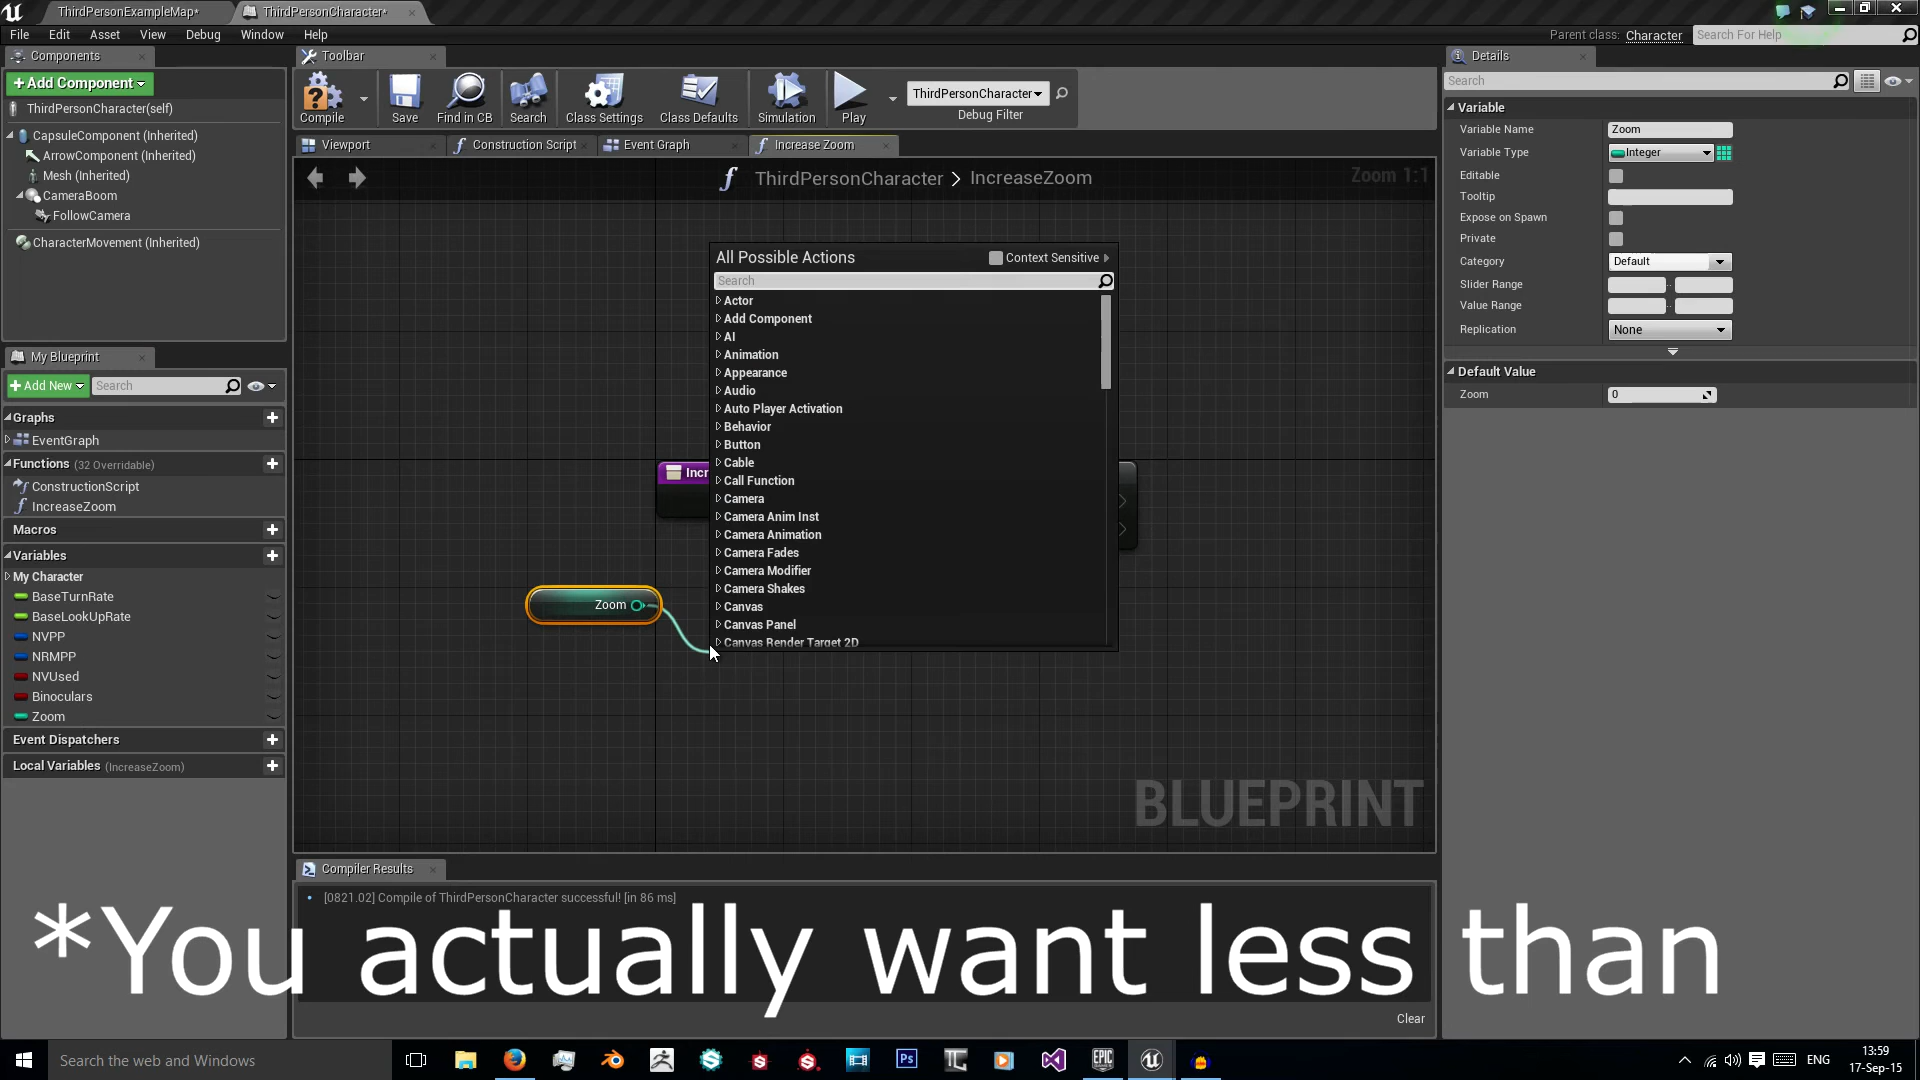 ThirdPersonExampleMap*
ThirdPersonCharacter*
File Edit Asset View Debug Window Help
Parent class: Character
Search For Help
Components
Toolbar
Details
+Add Component
ThirdPersonCharacter(self)
CapsuleComponent (Inherited)
ArrowComponent (Inherited)
Mesh (Inherited)
CameraBoom
FollowCamera
CharacterMovement (Inherited)
Compile
Save
Find in CB
Search
Class Settings
Class Defaults
Simulation
Play
ThirdPersonCharacter
Debug Filter
Viewport
Construction Script
Event Graph
Increase Zoom
ThirdPersonCharacter > IncreaseZoom
Zoom 1:1
All Possible Actions
Context Sensitive
Search
Actor
Add Component
AI
Animation
Appearance
Audio
Auto Player Activation
Behavior
Button
Cable
Call Function
Camera
Camera Anim Inst
Camera Animation
Camera Fades
Camera Modifier
Camera Shakes
Canvas
Canvas Panel
Canvas Render Target 2D
Incr
Zoom
BLUEPRINT
My Blueprint
+Add New
Search
Graphs
EventGraph
Functions (32 Overridable)
ConstructionScript
IncreaseZoom
Macros
Variables
My Character
BaseTurnRate
BaseLookUpRate
NVPP
NRMPP
NVUsed
Binoculars
Zoom
Event Dispatchers
Local Variables (IncreaseZoom)
Search
Variable
Variable Name Zoom
Variable Type Integer
Editable
Tooltip
Expose on Spawn
Private
Category Default
Slider Range
Value Range
Replication None
Default Value
Zoom 0
Compiler Results
[0821.02] Compile of ThirdPersonCharacter successful! [in 86 ms]
*You actually want less than
Clear
Search the web and Windows
Ps
EPIC
ENG
13:59
17-Sep-15